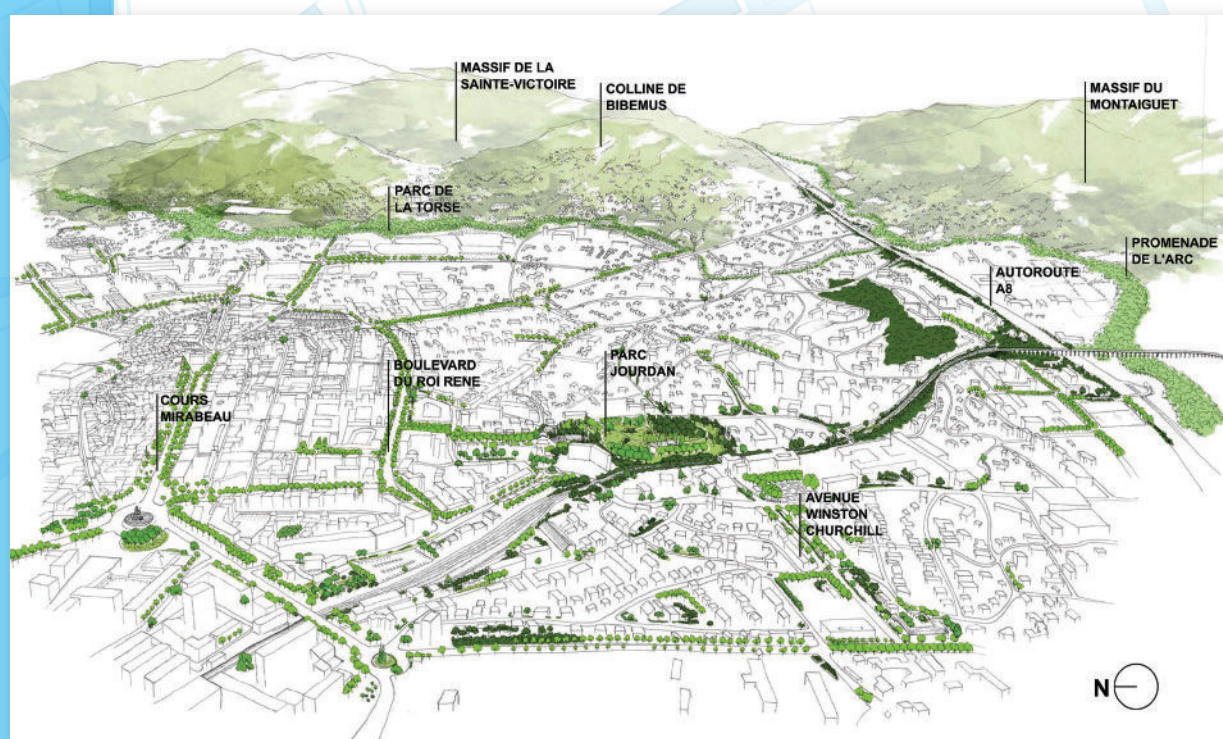 MASSIF DE LA
SAINTE-VICTOIRE
COLLINE DE
BIBEMUS
MASSIF DU
MONTAIGUET
PARC DE
LA TORSE
PROMENADE
DE L'ARC
AUTOROUTE
A8
BOULEVARD
DU ROI RENE
PARC
JOURDAN
COURS
MIRABEAU
AVENUE
WINSTON
CHURCHILL
N